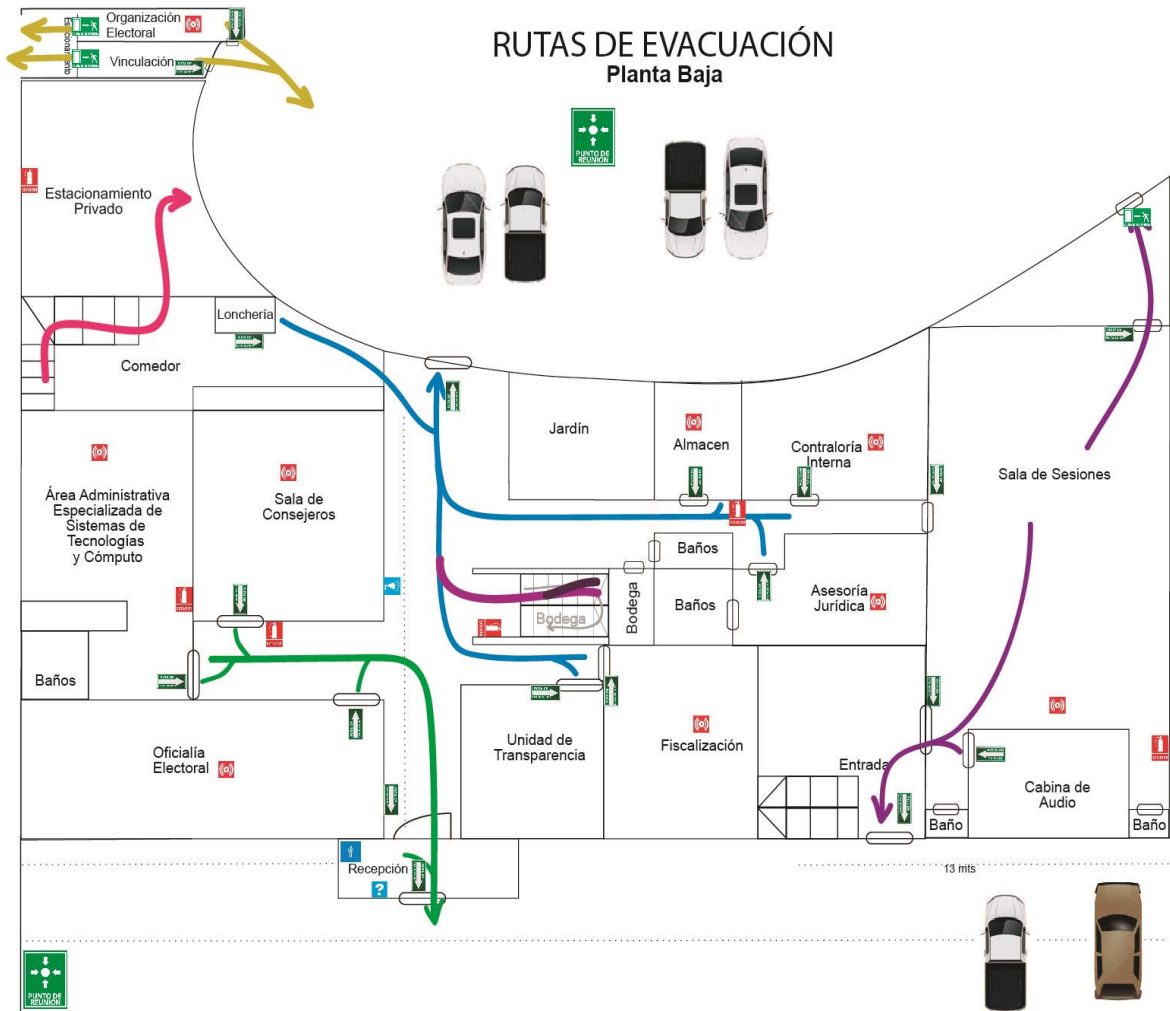 RUTAS DE EVACUACIÓN
Planta Baja
Organización
Electoral
Vinculación
PUNTO DE
REUNIÓN
Estacionamiento
Privado
Lonchería
Comedor
Jardín
Almacen
Contraloría
Interna
Sala de Sesiones
Área Administrativa
Especializada de
Sistemas de
Tecnologías
y Cómputo
Sala de
Consejeros
Baños
Baños
Bodega
Bodega
Asesoría
Jurídica
Baños
Oficialía
Electoral
Unidad de
Transparencia
Fiscalización
Entrada
Cabina de
Audio
Baño
Baño
Recepción
?
13 mts
PUNTO DE
REUNIÓN